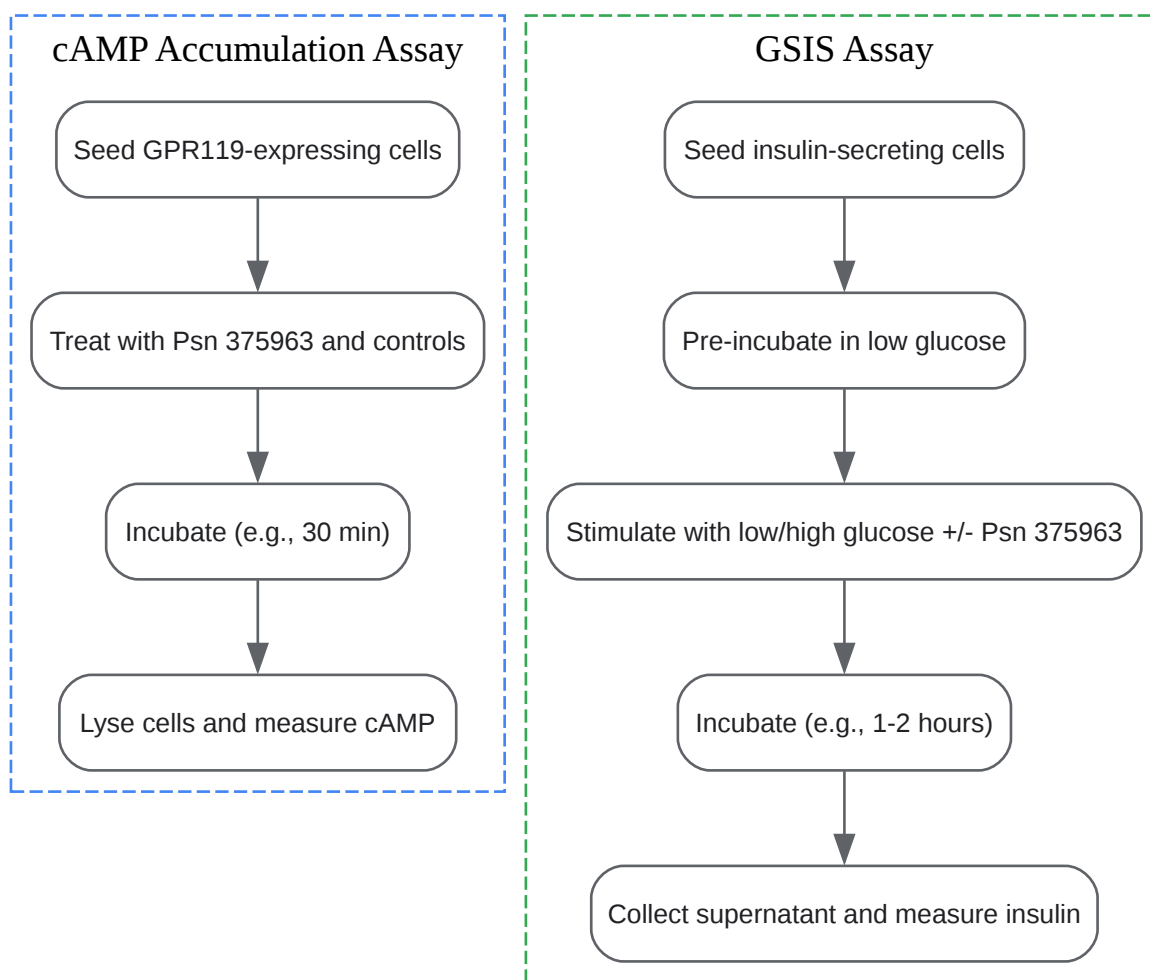 cAMP Accumulation Assay
Seed GPR119-expressing cells
Treat with Psn 375963 and controls
Incubate (e.g., 30 min)
Lyse cells and measure cAMP
GSIS Assay
Seed insulin-secreting cells
Pre-incubate in low glucose
Stimulate with low/high glucose +/- Psn 375963
Incubate (e.g., 1-2 hours)
Collect supernatant and measure insulin